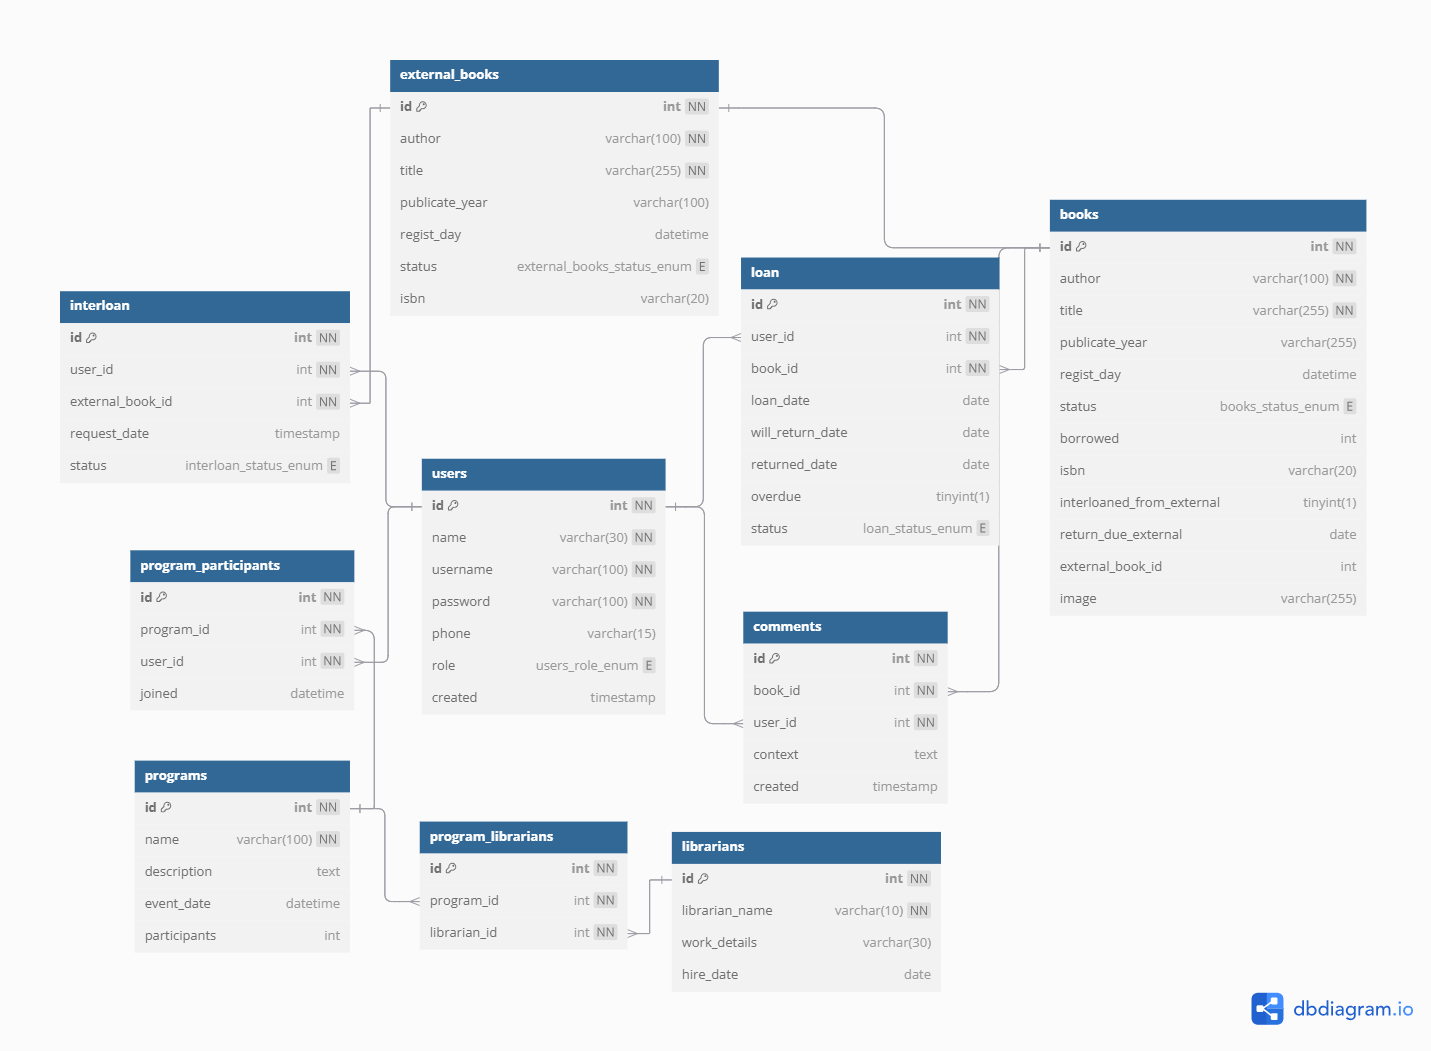 external_books
id int NN
author varchar(100) NN
title varchar(255) NN
publicate_year varchar(100)
regist_day datetime
status external_books_status_enum E
isbn varchar(20)
books
id int NN
author varchar(100) NN
title varchar(255) NN
publicate_year varchar(255)
regist_day datetime
status books_status_enum E
borrowed int
isbn varchar(20)
interloaned_from_external tinyint(1)
return_due_external date
external_book_id int
image varchar(255)
loan
id int NN
user_id int NN
book_id int NN
loan_date date
will_return_date date
returned_date date
overdue tinyint(1)
status loan_status_enum E
interloan
id int NN
user_id int NN
external_book_id int NN
request_date timestamp
status interloan_status_enum E
users
id int NN
name varchar(30) NN
username varchar(100) NN
password varchar(100) NN
phone varchar(15)
role users_role_enum E
created timestamp
program_participants
id int NN
program_id int NN
user_id int NN
joined datetime
comments
id int NN
book_id int NN
user_id int NN
context text
created timestamp
programs
id int NN
name varchar(100) NN
description text
event_date datetime
participants int
program_librarians
id int NN
program_id int NN
librarian_id int NN
librarians
id int NN
librarian_name varchar(10) NN
work_details varchar(30)
hire_date date
dbdiagram.io